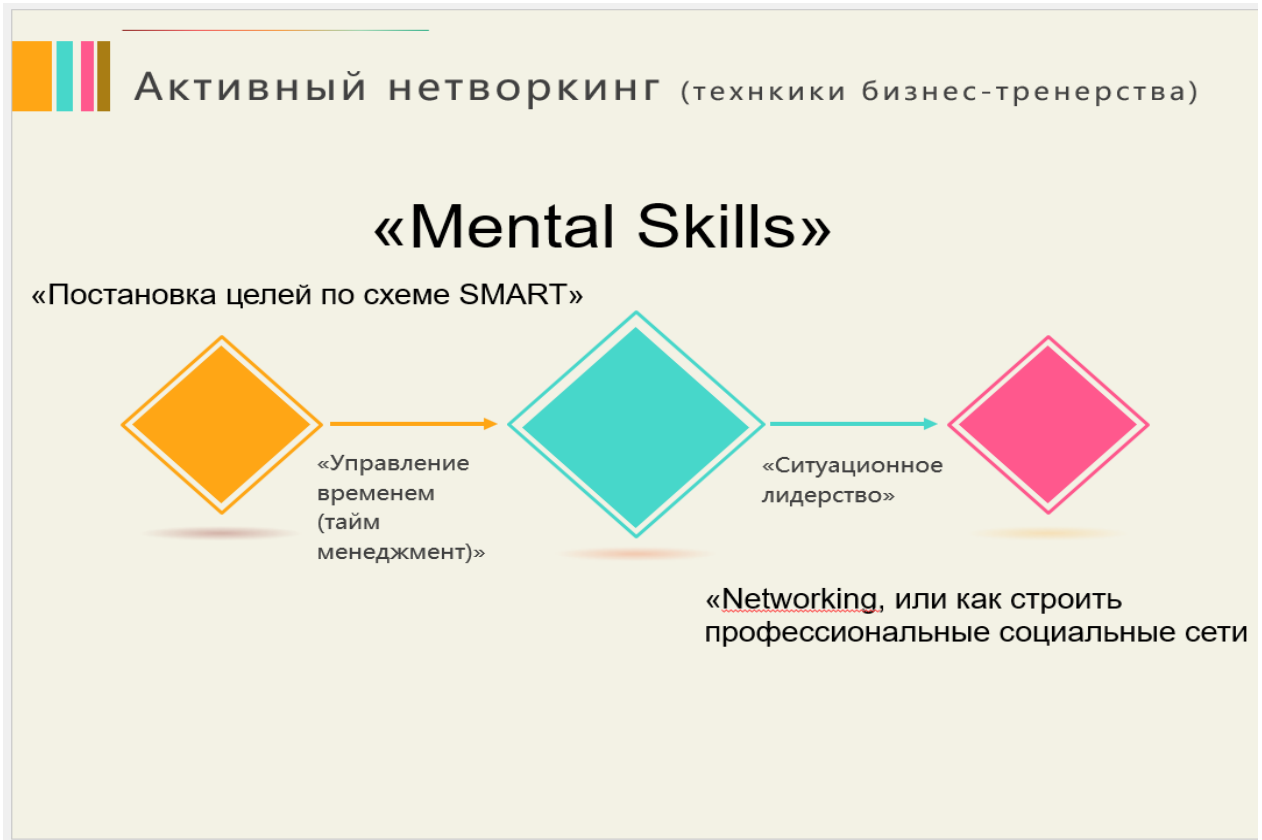 Активный нетворкинг (технкики бизнес-тренерства)
«Mental Skills»
«Постановка целей по схеме SMART»
«Управление
временем
(тайм
менеджмент)»
«Ситуационное
лидерство»
«Networking, или как строить
профессиональные социальные сети